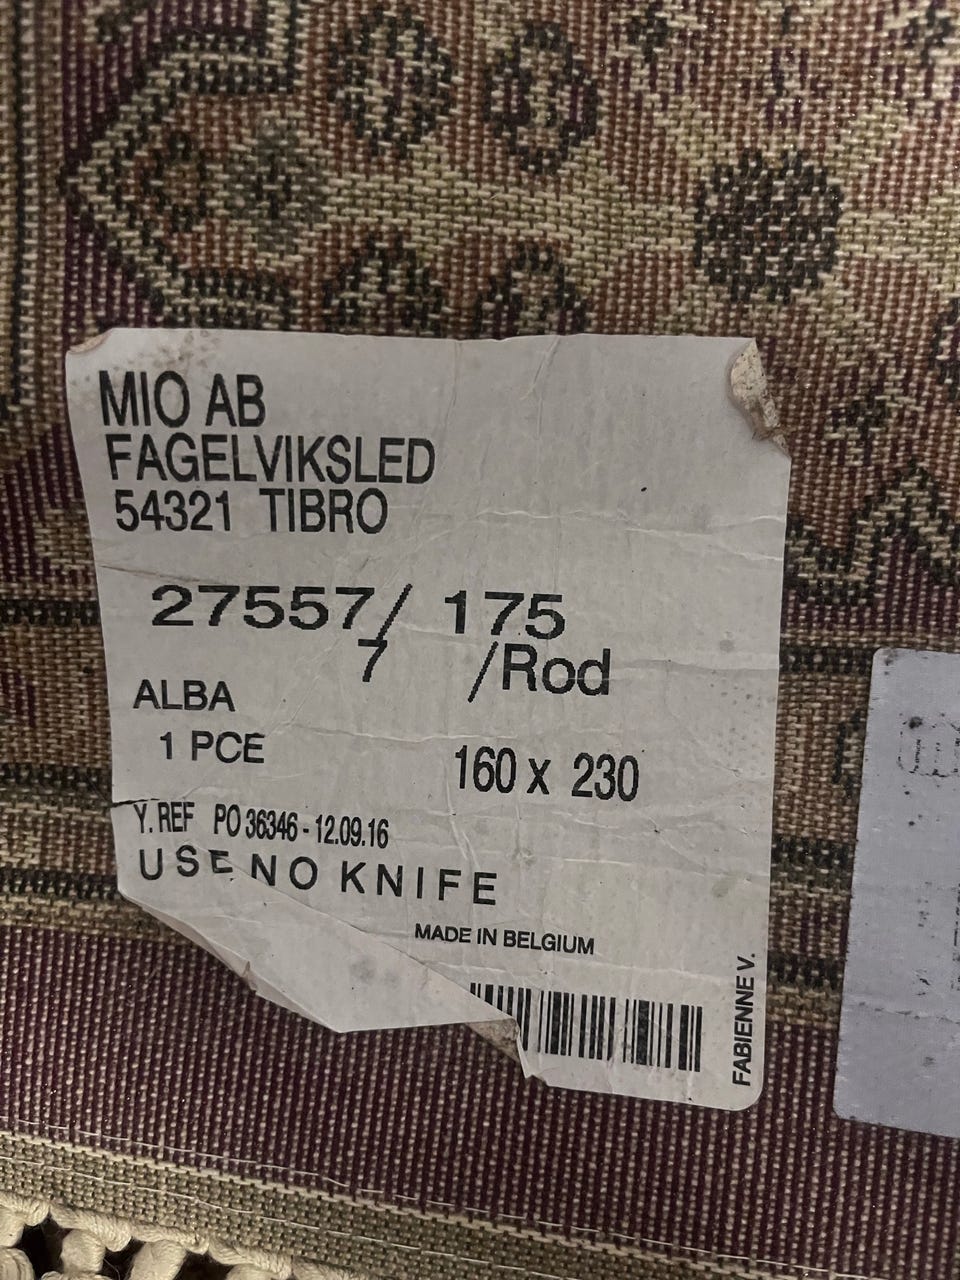 MIO AB
FAGELVIKSLED
54321 TIBRO
27557/ 175
7 /Rod
ALBA
1 PCE 160 x 230
Y. REF PO 36346 - 12.09.16
USE NO KNIFE
MADE IN BELGIUM
FABIENNE V.